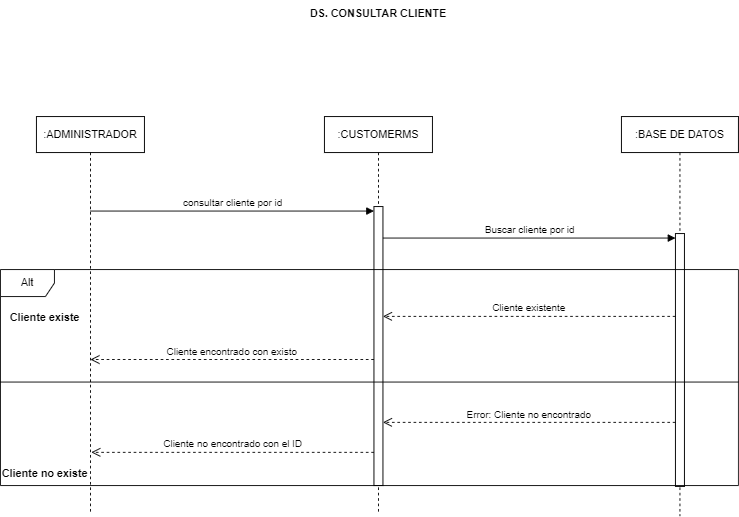 DS. CONSULTAR CLIENTE
:ADMINISTRADOR
:CUSTOMERMS
:BASE DE DATOS
consultar cliente por id
Buscar cliente por id
Alt
Cliente existente
Cliente existe
Cliente encontrado con existo
Error: Cliente no encontrado
Cliente no encontrado con el ID
Cliente no existe